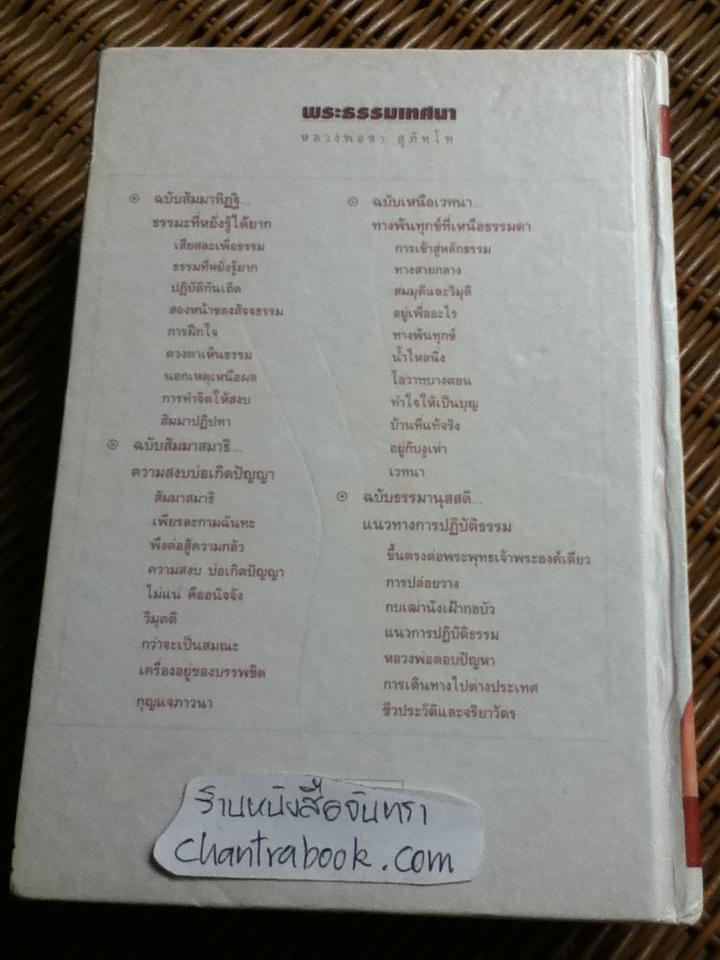 พระธรรมเทศนา
หลวงพ่อชา สุภัทโท
ฉบับสัมมาทิฏฐิ...
ธรรมะที่หยั่งรู้ได้ยาก
เสียสละเพื่อธรรม
ธรรมที่หยั่งรู้ยาก
ปฏิบัติกันเถิด
สองหน้าของสัจจธรรม
การฝึกใจ
ดวงตาเห็นธรรม
นอกเหตุเหนือผล
การทำจิตให้สงบ
สัมมาปฏิปทา
ฉบับสัมมาสมาธิ...
ความสงบบ่อเกิดปัญญา
สัมมาสมาธิ
เพียรละกามฉันทะ
พึงต่อสู้ความกลัว
ความสงบ บ่อเกิดปัญญา
ไม่แน่ คืออนิจจัง
วิมุตติ
กว่าจะเป็นสมณะ
เครื่องอยู่ของบรรพชิต
กุญแจภาวนา
ฉบับเหนือเวทนา...
ทางพ้นทุกข์ที่เหนือธรรมดา
การเข้าสู่หลักธรรม
ทางสายกลาง
สมมุติและวิมุติ
อยู่เพื่ออะไร
ทางพ้นทุกข์
น้ำไหลนิ่ง
โอวาทบางตอน
ทำใจให้เป็นบุญ
บ้านที่แท้จริง
อยู่กับงูเห่า
เวทนา
ฉบับธรรมานุสสติ...
แนวทางการปฏิบัติธรรม
ขึ้นตรงต่อพระพุทธเจ้าพระองค์เดียว
การปล่อยวาง
กบเฒ่านั่งเฝ้ากอบัว
แนวการปฏิบัติธรรม
หลวงพ่อตอบปัญหา
การเดินทางไปต่างประเทศ
ชีวประวัติและจริยาวัตร
ร้านหนังสือจันทรา
chantrabook.com